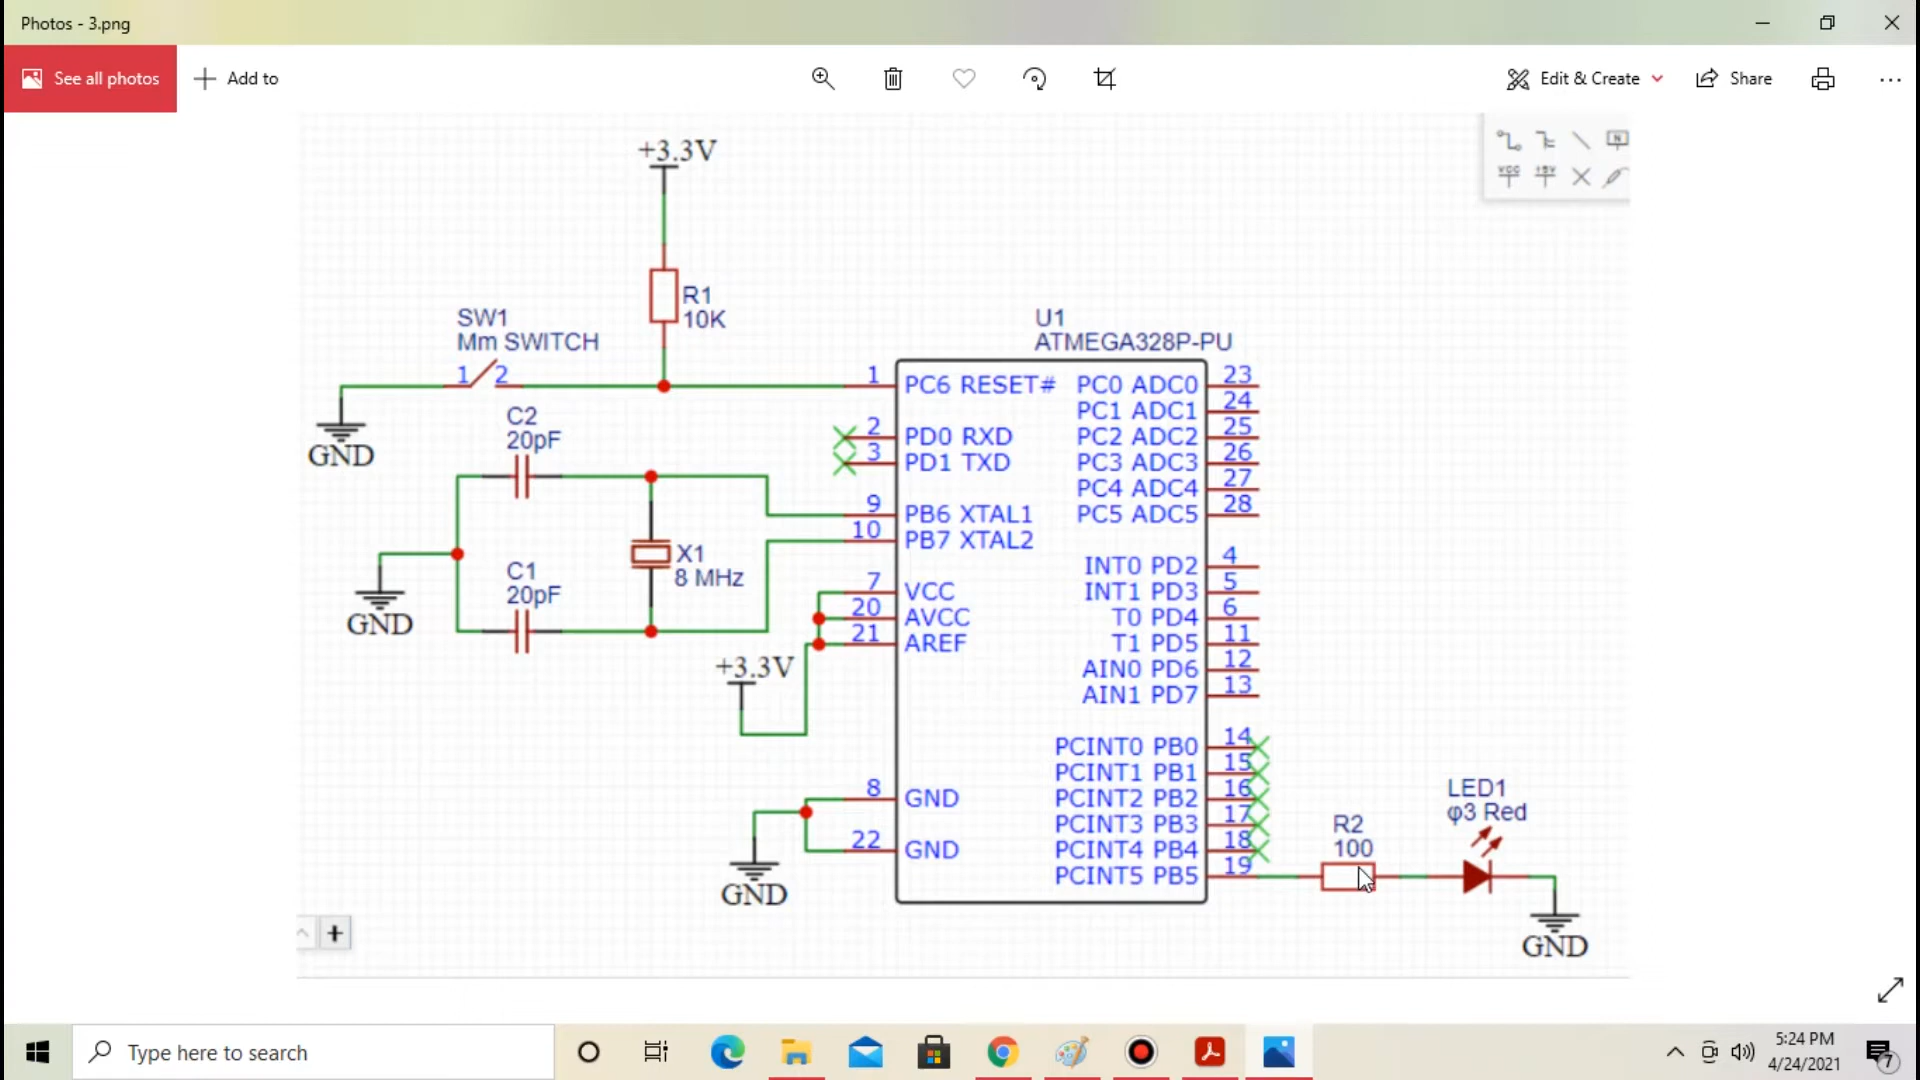 Photos - 3.png
See all photos
Add to
Edit & Create
Share
+3.3V
VCC
+5V
N
R1
10K
SW1
Mm SWITCH
1 2
GND
C2
20pF
X1
8 MHz
C1
20pF
GND
+3.3V
GND
U1
ATMEGA328P-PU
1 PC6 RESET#
2 PD0 RXD
3 PD1 TXD
9 PB6 XTAL1
10 PB7 XTAL2
7 VCC
20 AVCC
21 AREF
8 GND
22 GND
PC0 ADC0 23
PC1 ADC1 24
PC2 ADC2 25
PC3 ADC3 26
PC4 ADC4 27
PC5 ADC5 28
INT0 PD2 4
INT1 PD3 5
T0 PD4 6
T1 PD5 11
AIN0 PD6 12
AIN1 PD7 13
PCINT0 PB0 14
PCINT1 PB1 15
PCINT2 PB2 16
PCINT3 PB3 17
PCINT4 PB4 18
PCINT5 PB5 19
R2
100
LED1
φ3 Red
GND
Type here to search
5:24 PM
4/24/2021
7